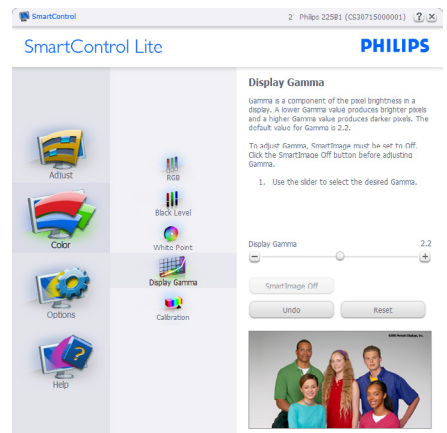 SmartControl
2 Philips 225B1 (CS30715000001) ? ×
SmartControl Lite
PHILIPS
Adjust
Color
Options
Help
RGB
Black Level
White Point
Display Gamma
Calibration
Display Gamma
Gamma is a component of the pixel brightness in a
display. A lower Gamma value produces brighter pixels
and a higher Gamma value produces darker pixels. The
default value for Gamma is 2.2.
To adjust Gamma, SmartImage must be set to Off.
Click the SmartImage Off button before adjusting
Gamma.
1. Use the slider to select the desired Gamma.
Display Gamma 2.2
SmartImage Off
Undo Reset